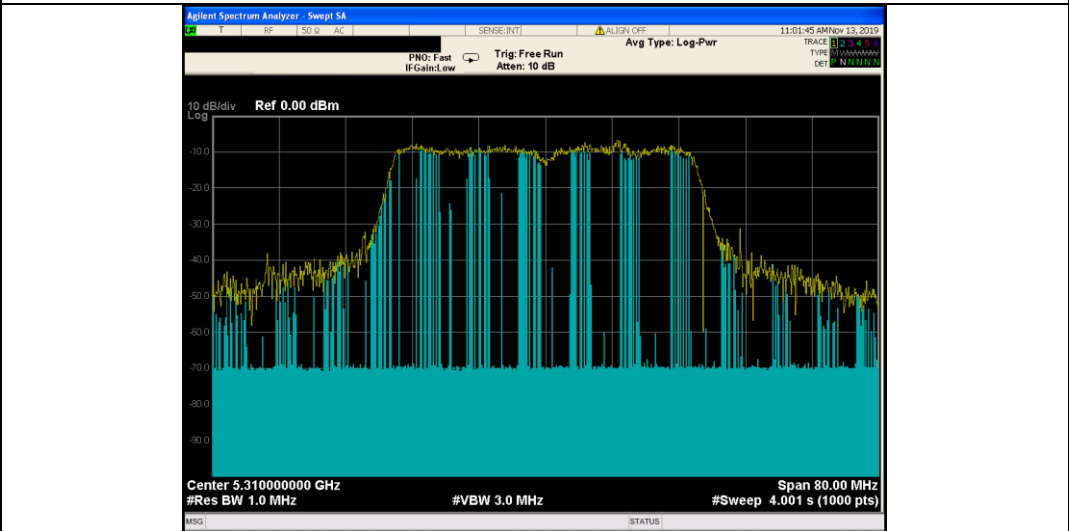 Agilent Spectrum Analyzer - Swept SA
T RF 50 Ω AC SENSE:INT ALIGN OFF 11:01:45 AM Nov 13, 2019
Avg Type: Log-Pwr TRACE 1 2 3 4 5 6
PNO: Fast Trig: Free Run TYPE
IFGain:Low Atten: 10 dB DET P N N N N N
10 dB/div Ref 0.00 dBm
Log
-10.0
-20.0
-30.0
-40.0
-50.0
-60.0
-70.0
-80.0
-90.0
Center 5.310000000 GHz Span 80.00 MHz
#Res BW 1.0 MHz #VBW 3.0 MHz #Sweep 4.001 s (1000 pts)
MSG STATUS